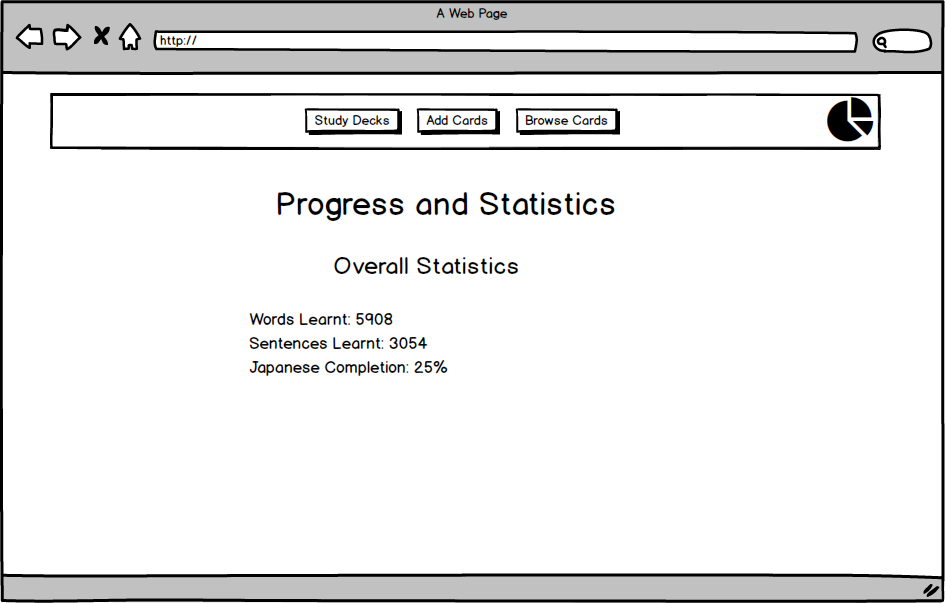 A Web Page
http://
Study Decks Add Cards Browse Cards
Progress and Statistics
Overall Statistics
Words Learnt: 5908
Sentences Learnt: 3054
Japanese Completion: 25%